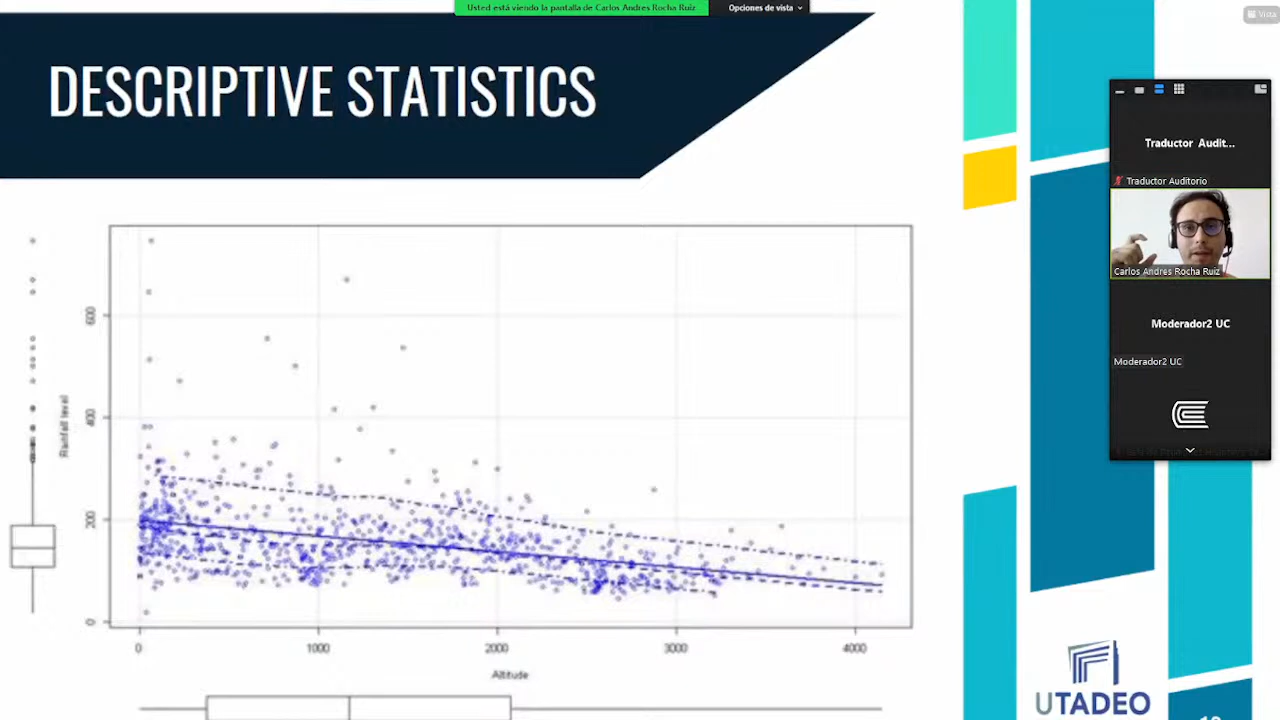 Usted está viendo la pantalla de Carlos Andres Rocha Ruiz
Opciones de vista
Vista
DESCRIPTIVE STATISTICS
Traductor Audit...
Traductor Auditorio
Carlos Andres Rocha Ruiz
Moderador2 UC
Moderador2 UC
Rainfall level
600
400
200
0
0 1000 2000 3000 4000
Altitude
UTADEO